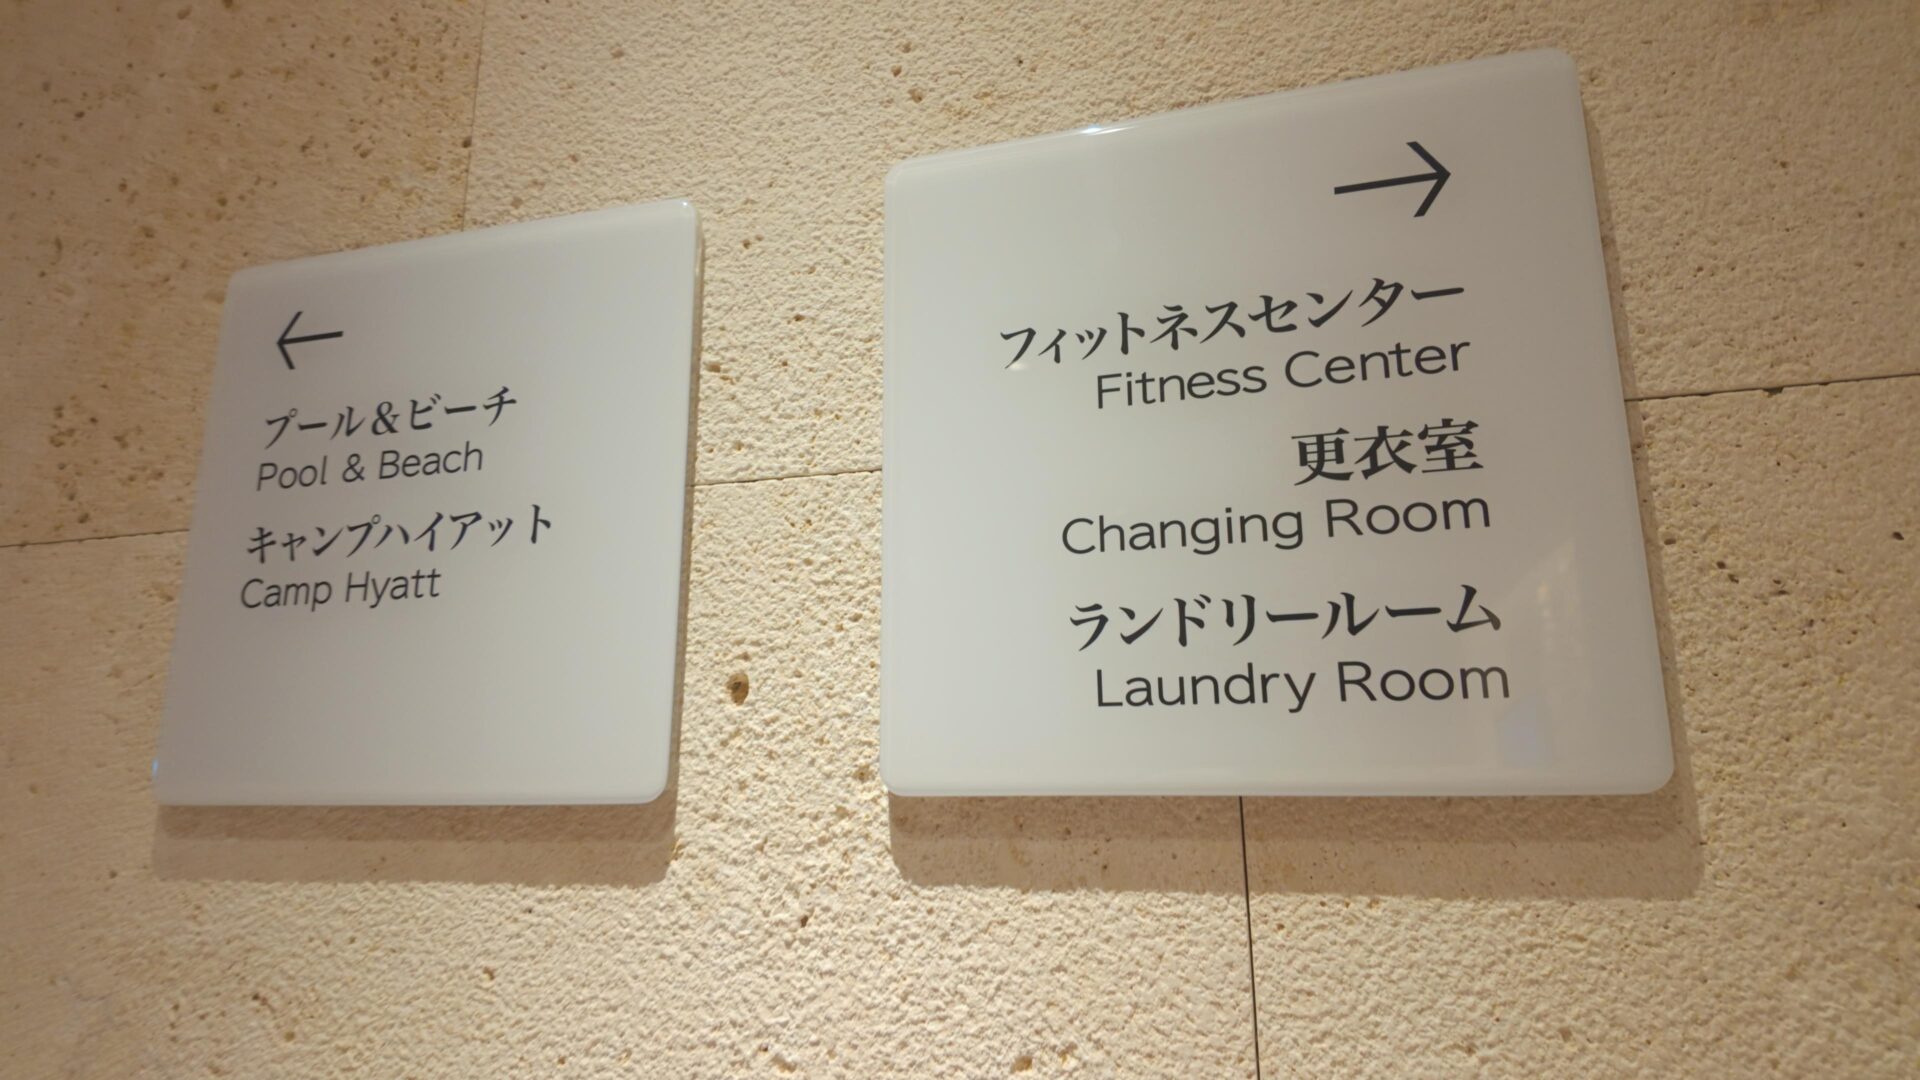 ←
プール&ビーチ
Pool & Beach
キャンプハイアット
Camp Hyatt
→
フィットネスセンター
Fitness Center
更衣室
Changing Room
ランドリールーム
Laundry Room